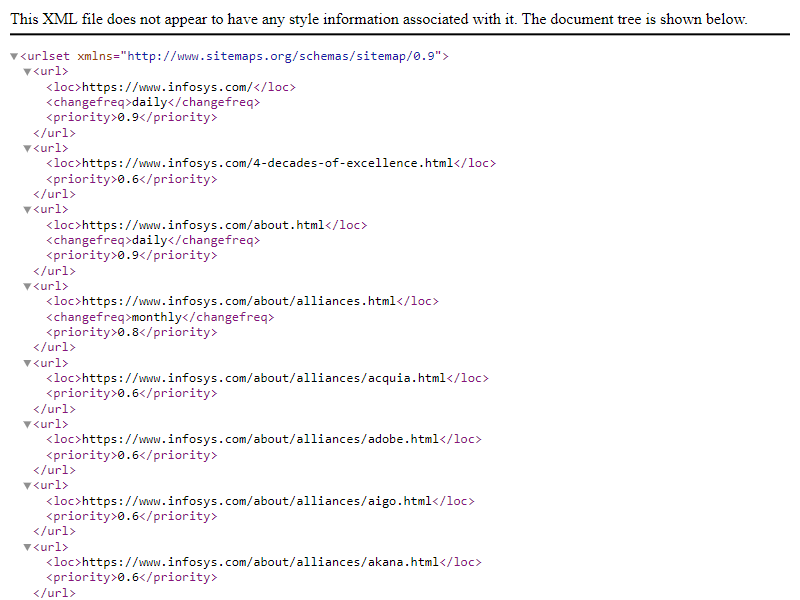 This XML file does not appear to have any style information associated with it. The document tree is shown below.
▼<urlset xmlns="http://www.sitemaps.org/schemas/sitemap/0.9">
▼<url>
<loc>https://www.infosys.com/</loc>
<changefreq>daily</changefreq>
<priority>0.9</priority>
</url>
▼<url>
<loc>https://www.infosys.com/4-decades-of-excellence.html</loc>
<priority>0.6</priority>
</url>
▼<url>
<loc>https://www.infosys.com/about.html</loc>
<changefreq>daily</changefreq>
<priority>0.9</priority>
</url>
▼<url>
<loc>https://www.infosys.com/about/alliances.html</loc>
<changefreq>monthly</changefreq>
<priority>0.8</priority>
</url>
▼<url>
<loc>https://www.infosys.com/about/alliances/acquia.html</loc>
<priority>0.6</priority>
</url>
▼<url>
<loc>https://www.infosys.com/about/alliances/adobe.html</loc>
<priority>0.6</priority>
</url>
▼<url>
<loc>https://www.infosys.com/about/alliances/aigo.html</loc>
<priority>0.6</priority>
</url>
▼<url>
<loc>https://www.infosys.com/about/alliances/akana.html</loc>
<priority>0.6</priority>
</url>